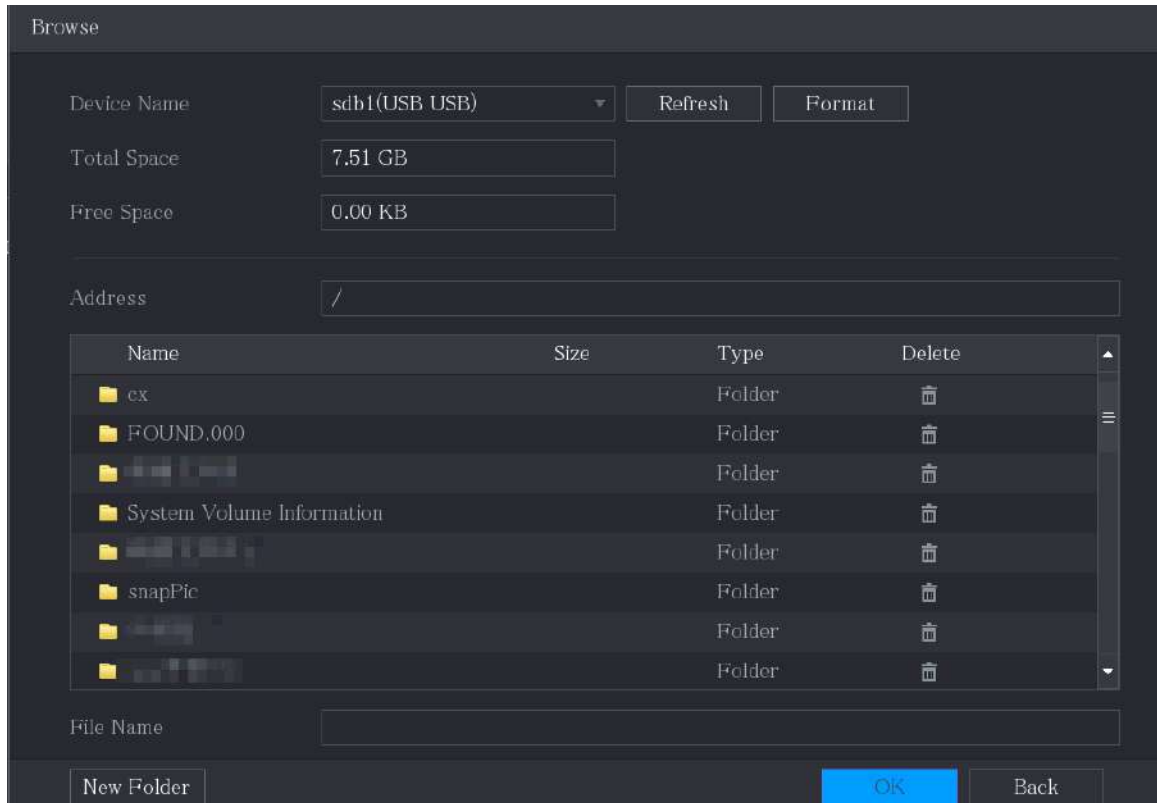 Browse
Device Name sdb1(USB USB) Refresh Format
Total Space 7.51 GB
Free Space 0.00 KB
Address /
Name Size Type Delete
cx Folder
FOUND.000 Folder
Folder
System Volume Information Folder
Folder
snapPic Folder
Folder
Folder
File Name
New Folder OK Back